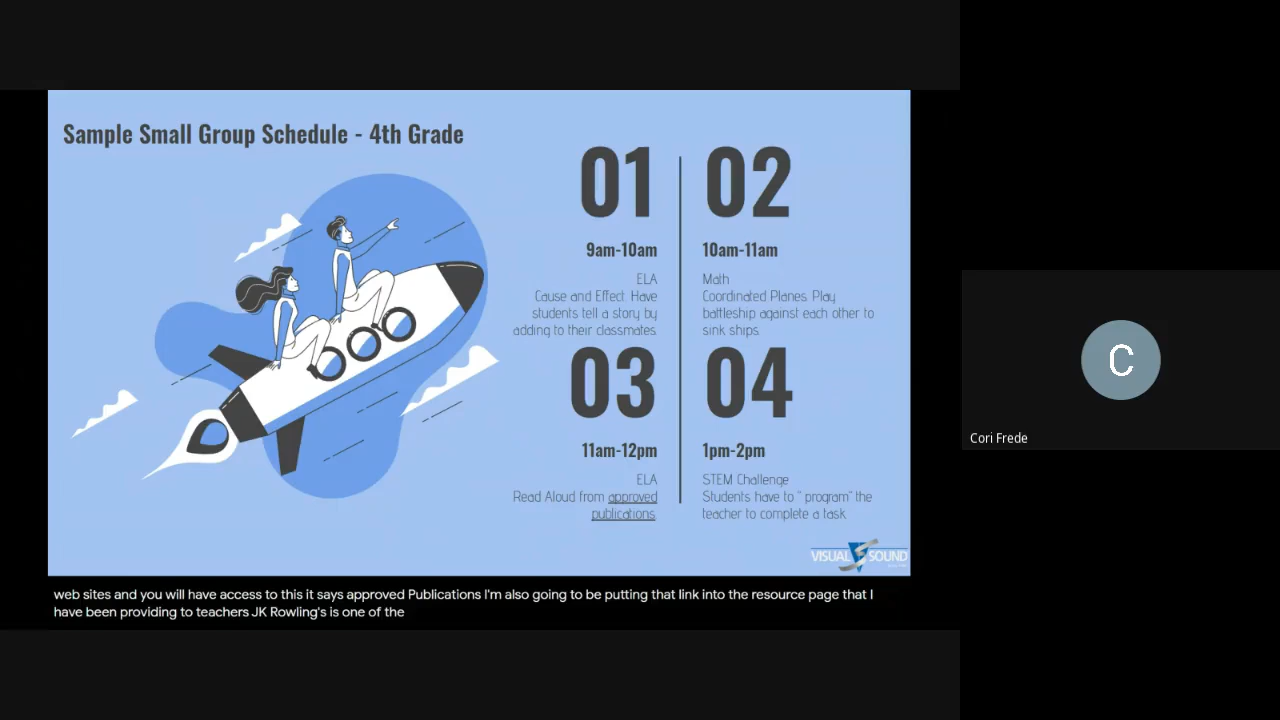 Sample Small Group Schedule - 4th Grade
01
9am-10am
ELA
Cause and Effect. Have
students tell a story by
adding to their classmates.
02
10am-11am
Math
Coordinated Planes. Play
battleship against each other to
sink ships.
03
11am-12pm
ELA
Read Aloud from approved
publications.
04
1pm-2pm
STEM Challenge
Students have to " program" the
teacher to complete a task.
VISUAL SOUND
web sites and you will have access to this it says approved Publications I'm also going to be putting that link into the resource page that I
have been providing to teachers JK Rowling's is one of the
C
Cori Frede